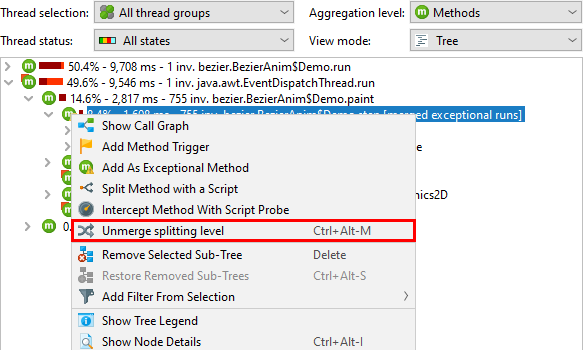 Thread selection: All thread groups Aggregation level: Methods
Thread status: All states View mode: Tree
50.4% - 9,708 ms - 1 inv. bezier.BezierAnim$Demo.run
49.6% - 9,546 ms - 1 inv. java.awt.EventDispatchThread.run
14.6% - 2,817 ms - 755 inv. bezier.BezierAnim$Demo.paint
exceptional runs]
Show Call Graph
Add Method Trigger
Add As Exceptional Method
Split Method with a Script
Intercept Method With Script Probe
Unmerge splitting level Ctrl+Alt-M
Remove Selected Sub-Tree Delete
Restore Removed Sub-Trees Ctrl+Alt-S
Add Filter From Selection
Show Tree Legend
Show Node Details Ctrl+Alt-I